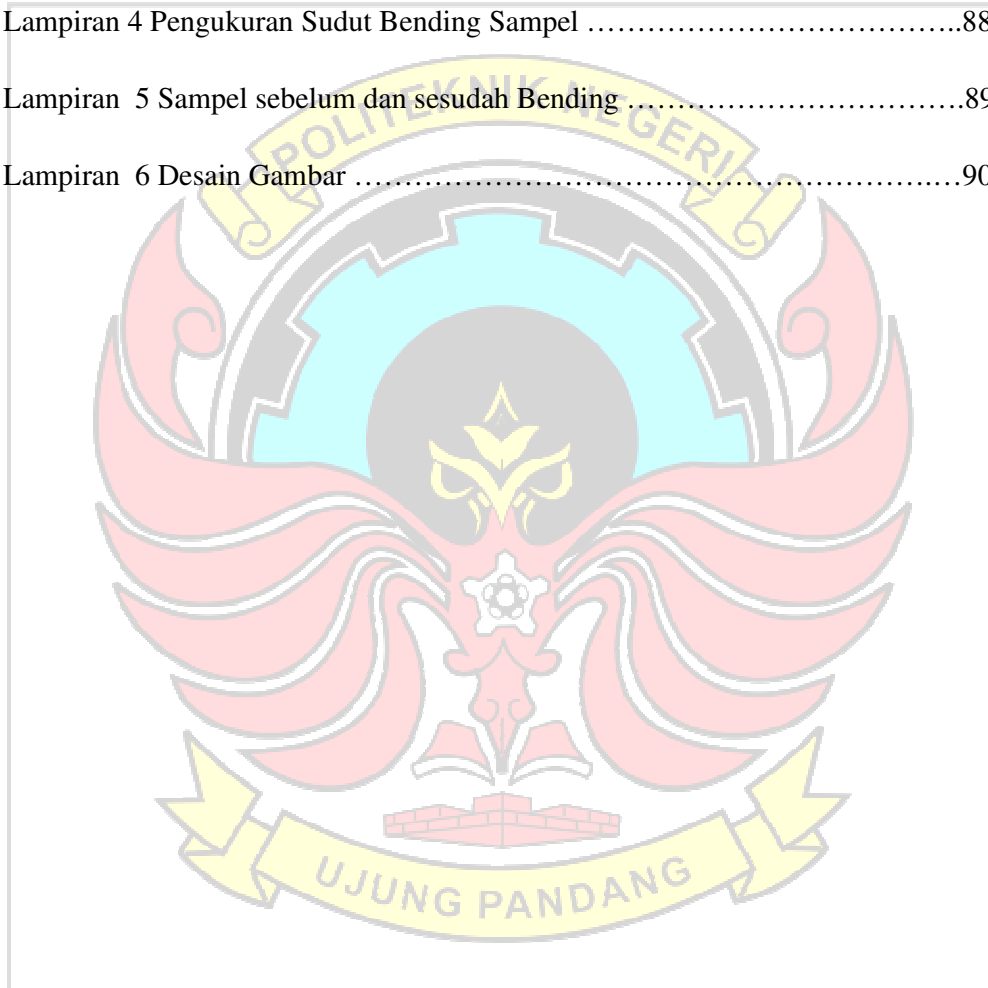 Lampiran 4 Pengukuran Sudut Bending Sampel ………………………………..88
Lampiran  5 Sampel sebelum dan sesudah Bending …………………………….89
Lampiran  6 Desain Gambar ……………………………………………………90
POLITEKNIK NEGERI
UJUNG PANDANG